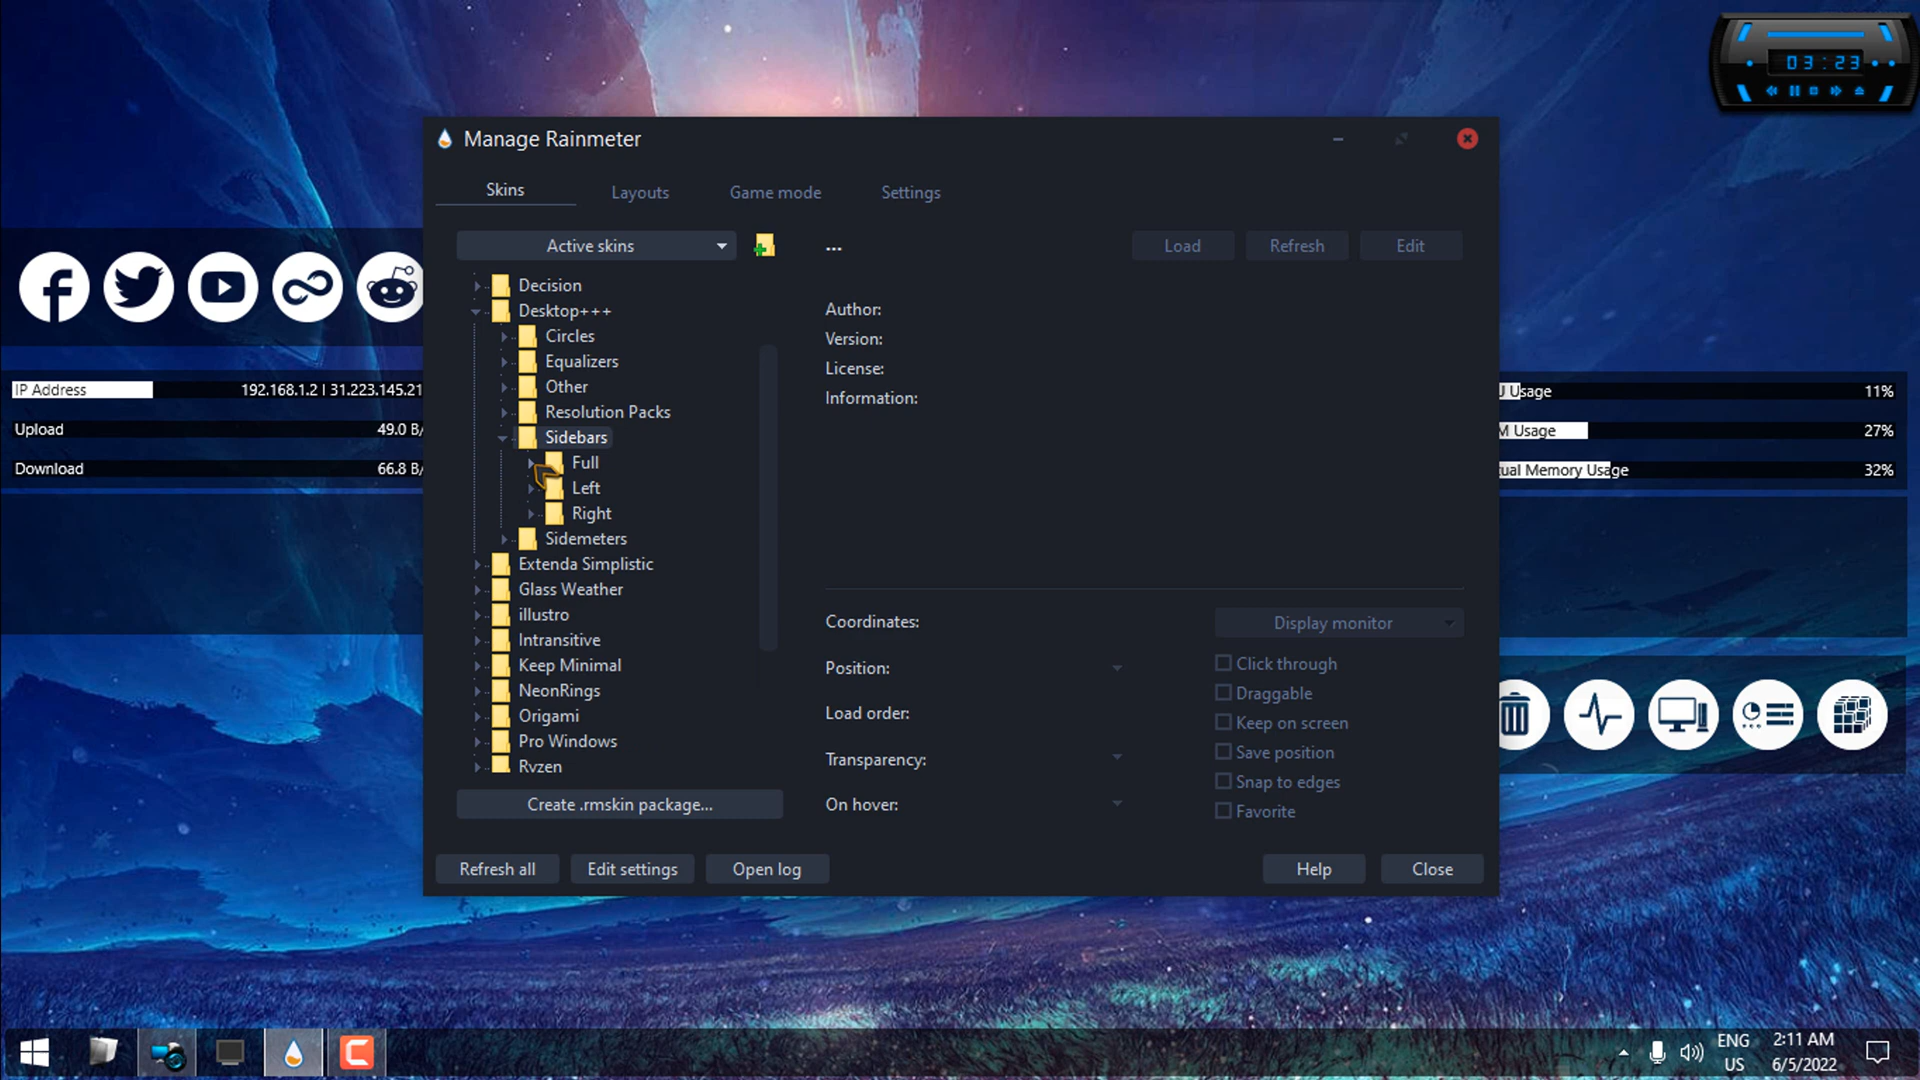 03:23
Manage Rainmeter
Skins
Layouts
Game mode
Settings
Active skins
...
Load
Refresh
Edit
Decision
Desktop+++
Circles
Equalizers
Other
Resolution Packs
Sidebars
Full
Left
Right
Sidemeters
Extenda Simplistic
Glass Weather
illustro
Intransitive
Keep Minimal
NeonRings
Origami
Pro Windows
Rvzen
Create .rmskin package...
Author:
Version:
License:
Information:
Coordinates:
Display monitor
Position:
Load order:
Transparency:
On hover:
Click through
Draggable
Keep on screen
Save position
Snap to edges
Favorite
Refresh all
Edit settings
Open log
Help
Close
IP Address 192.168.1.2 | 31.223.145.21
Upload 49.0 B/
Download 66.8 B/
U Usage 11%
M Usage 27%
tual Memory Usage 32%
ENG
US
2:11 AM
6/5/2022